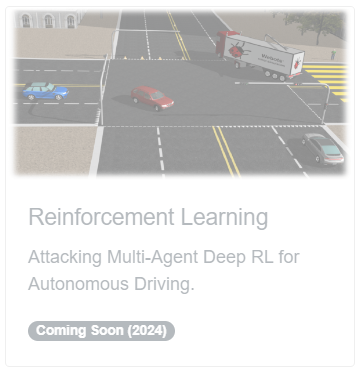 Reinforcement Learning
Attacking Multi-Agent Deep RL for
Autonomous Driving.
Coming Soon (2024)